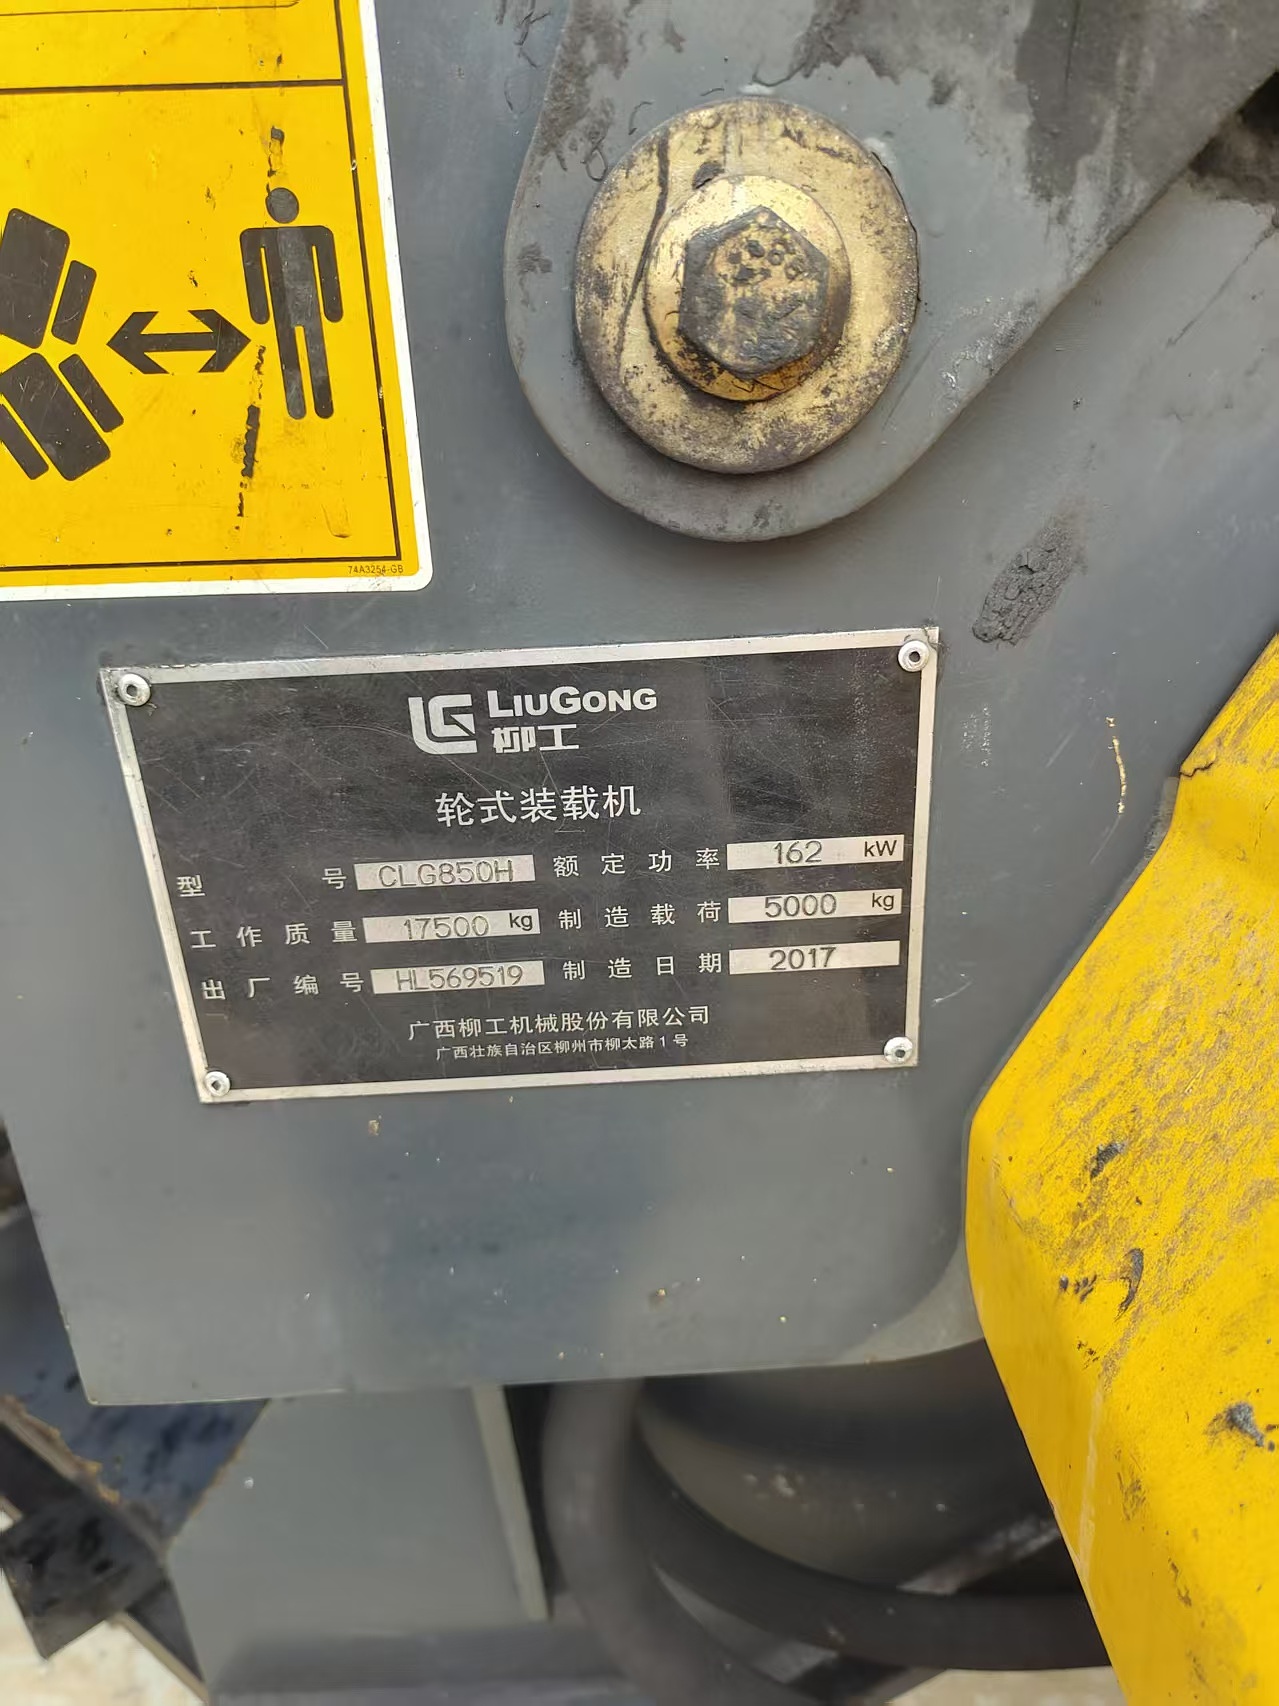 74A3254-GB
LIUGONG
柳工
轮式装载机
型号 CLG850H 额定功率 162 kW
工作质量 17500 kg 制造载荷 5000 kg
出厂编号 HL569519 制造日期 2017
广西柳工机械股份有限公司
广西壮族自治区柳州市柳太路1号